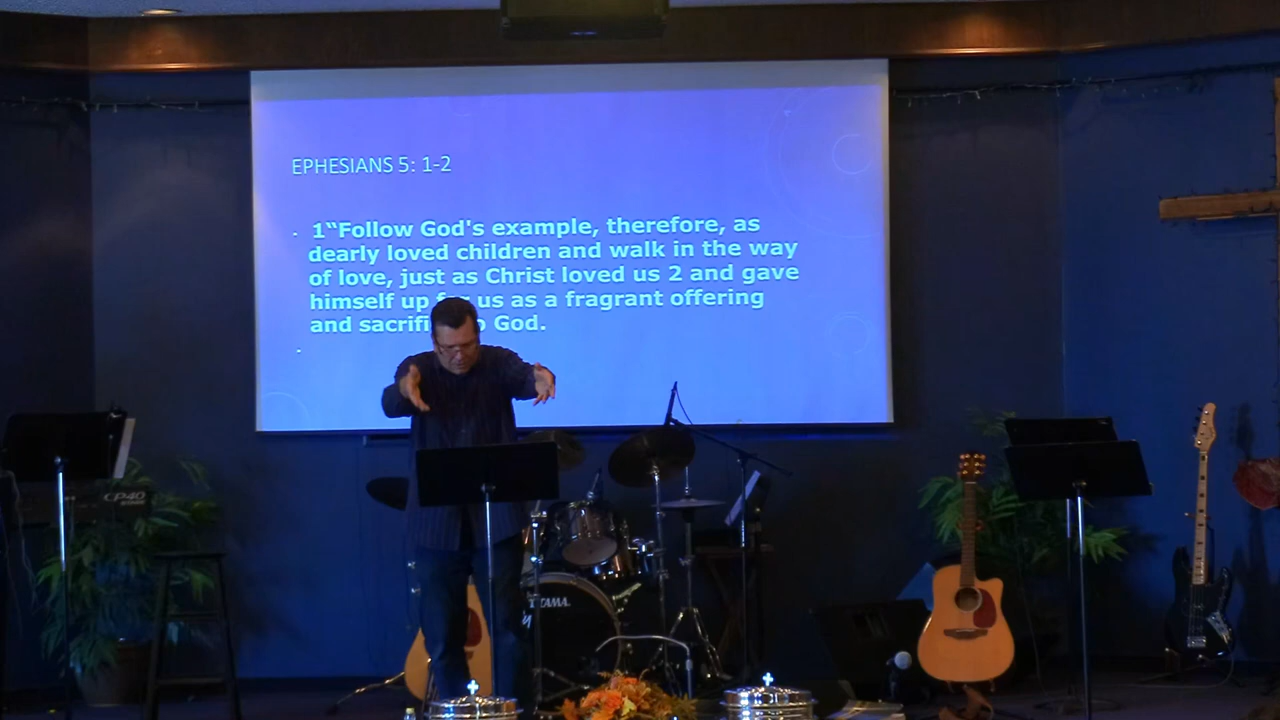 EPHESIANS 5: 1-2
1“Follow God's example, therefore, as
dearly loved children and walk in the way
of love, just as Christ loved us 2 and gave
himself up for us as a fragrant offering
and sacrifi o God.
CP40
TAMA